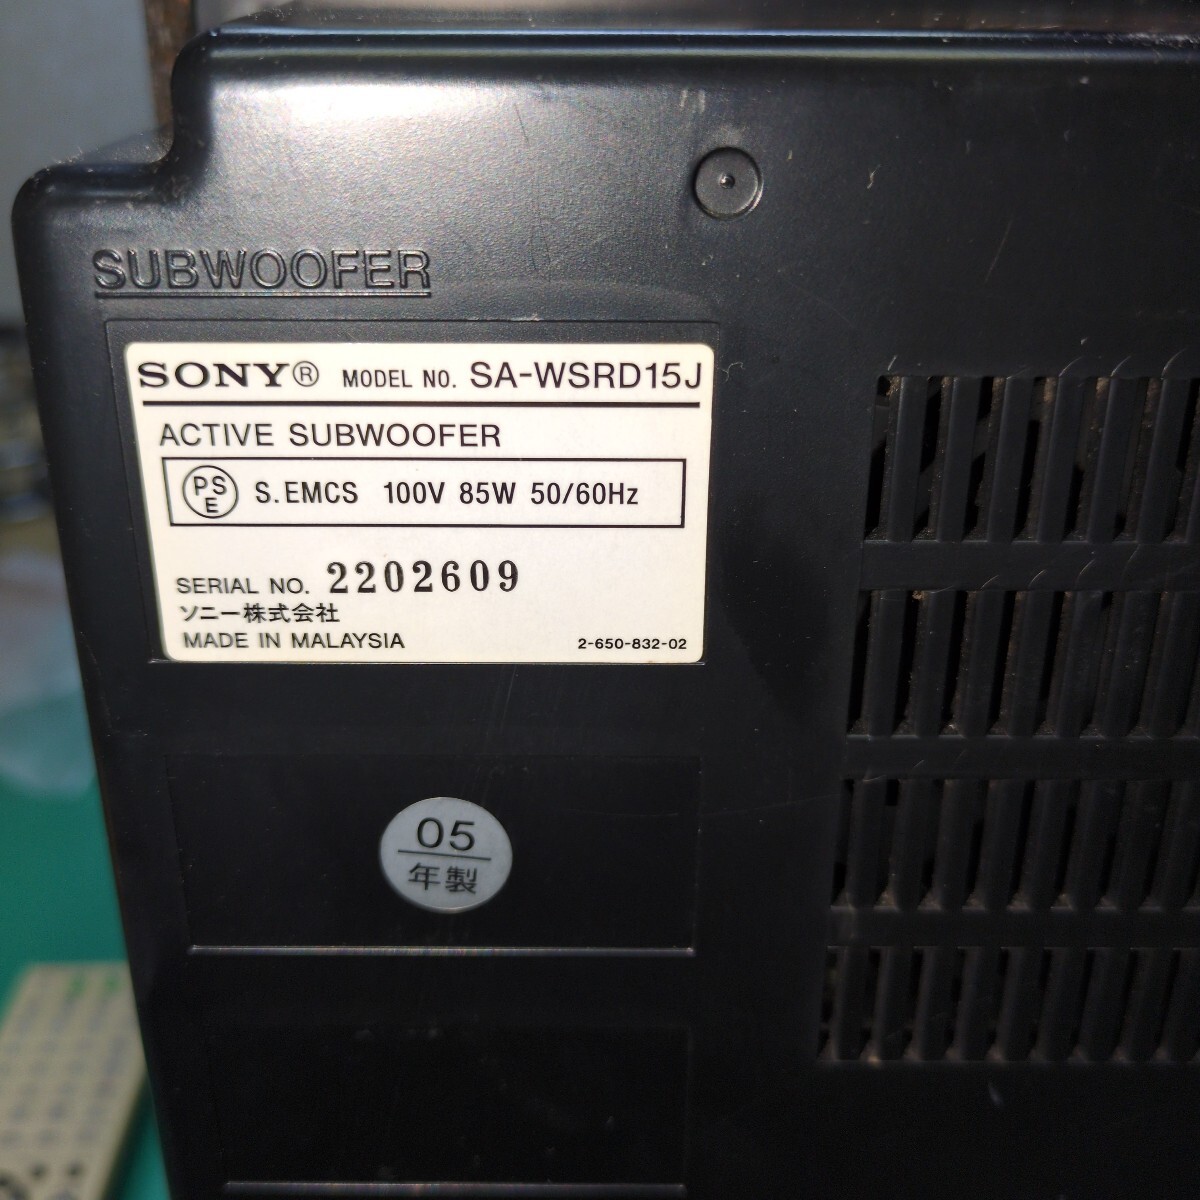 SUBWOOFER
SONY® MODEL NO. SA-WSRD15J
ACTIVE SUBWOOFER
PSE S.EMCS 100V 85W 50/60Hz
SERIAL NO. 2202609
ソニー株式会社
MADE IN MALAYSIA 2-650-832-02
05
年製